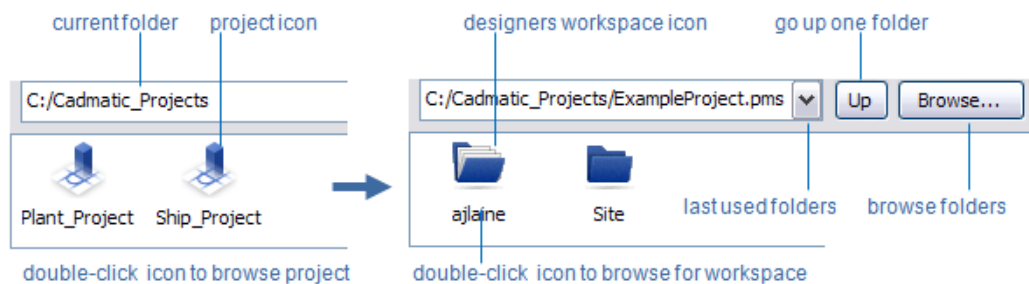 current folder project icon designers workspace icon go up one folder
C:/Cadmatic_Projects C:/Cadmatic_Projects/ExampleProject.pms Up Browse...
Plant_Project Ship_Project ajlaine Site last used folders browse folders
double-click icon to browse project double-click icon to browse for workspace